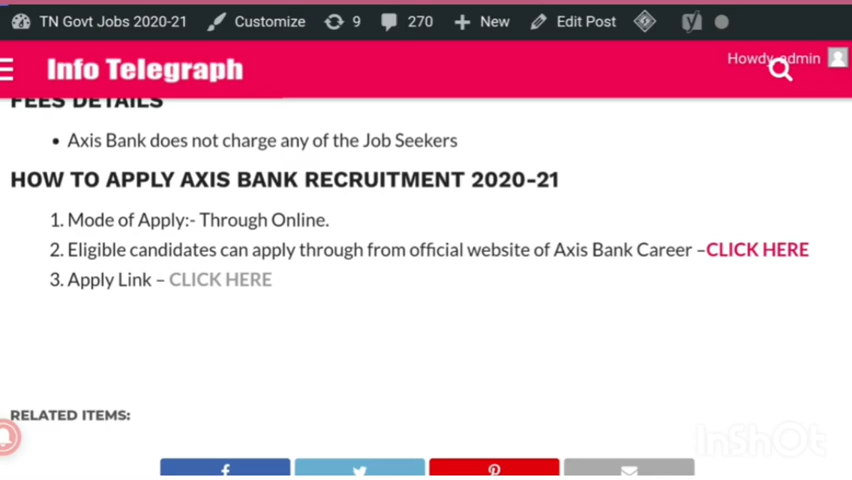 TN Govt Jobs 2020-21 Customize 9 270 New Edit Post
Howdy, admin
Info Telegraph
FEES DETAILS
• Axis Bank does not charge any of the Job Seekers
HOW TO APPLY AXIS BANK RECRUITMENT 2020-21
1. Mode of Apply:- Through Online.
2. Eligible candidates can apply through from official website of Axis Bank Career –CLICK HERE
3. Apply Link – CLICK HERE
RELATED ITEMS:
InShOt